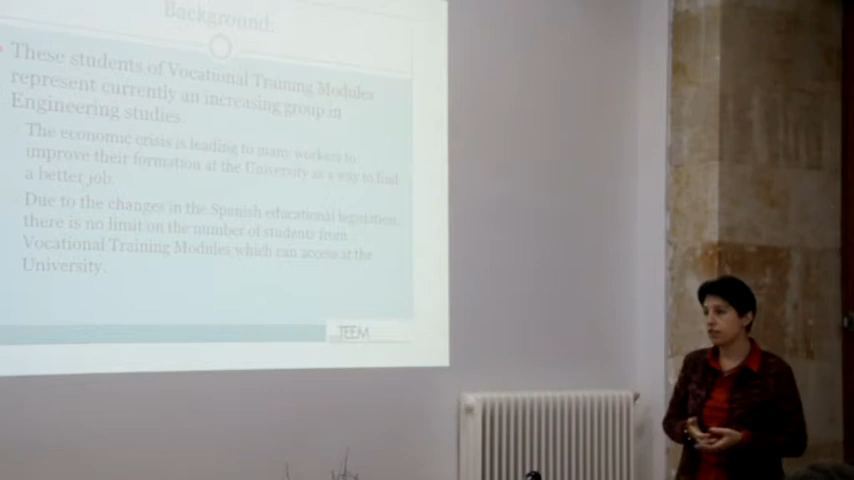 Background:
These students of Vocational Training Modules
represent currently an increasing group in
Engineering studies.
The economic crisis is leading to many workers to
improve their formation at the University as a way to find
a better job.
Due to the changes in the Spanish educational legislation,
there is no limit on the number of students from
Vocational Training Modules which can access at the
University.
TEEM